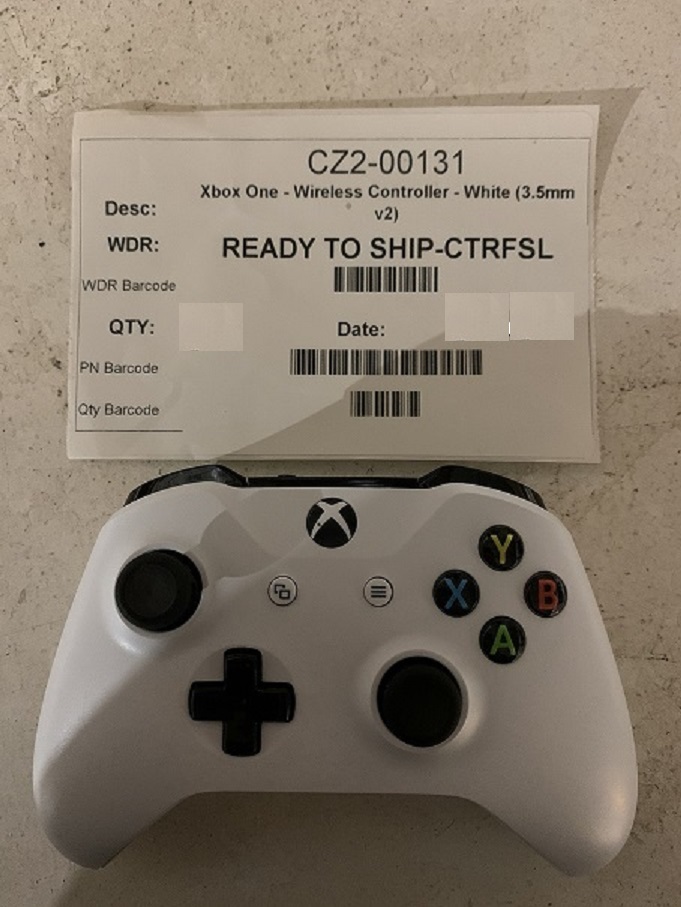 CZ2-00131
Desc: Xbox One - Wireless Controller - White (3.5mm
v2)
WDR: READY TO SHIP-CTRFSL
WDR Barcode
QTY: Date:
PN Barcode
Qty Barcode
Y
X B
A